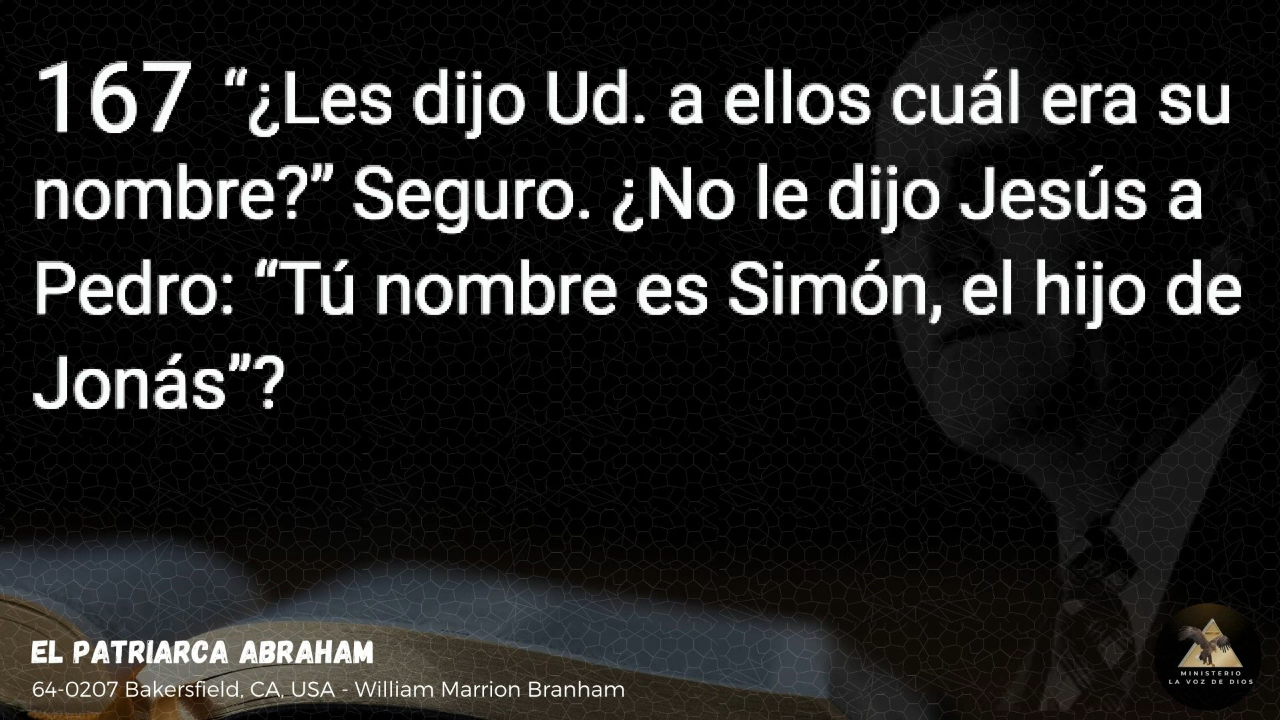 167 “¿Les dijo Ud. a ellos cuál era su
nombre?” Seguro. ¿No le dijo Jesús a
Pedro: “Tú nombre es Simón, el hijo de
Jonás”?
EL PATRIARCA ABRAHAM
64-0207 Bakersfield, CA, USA - William Marrion Branham
MINISTERIO
LA VOZ DE DIOS